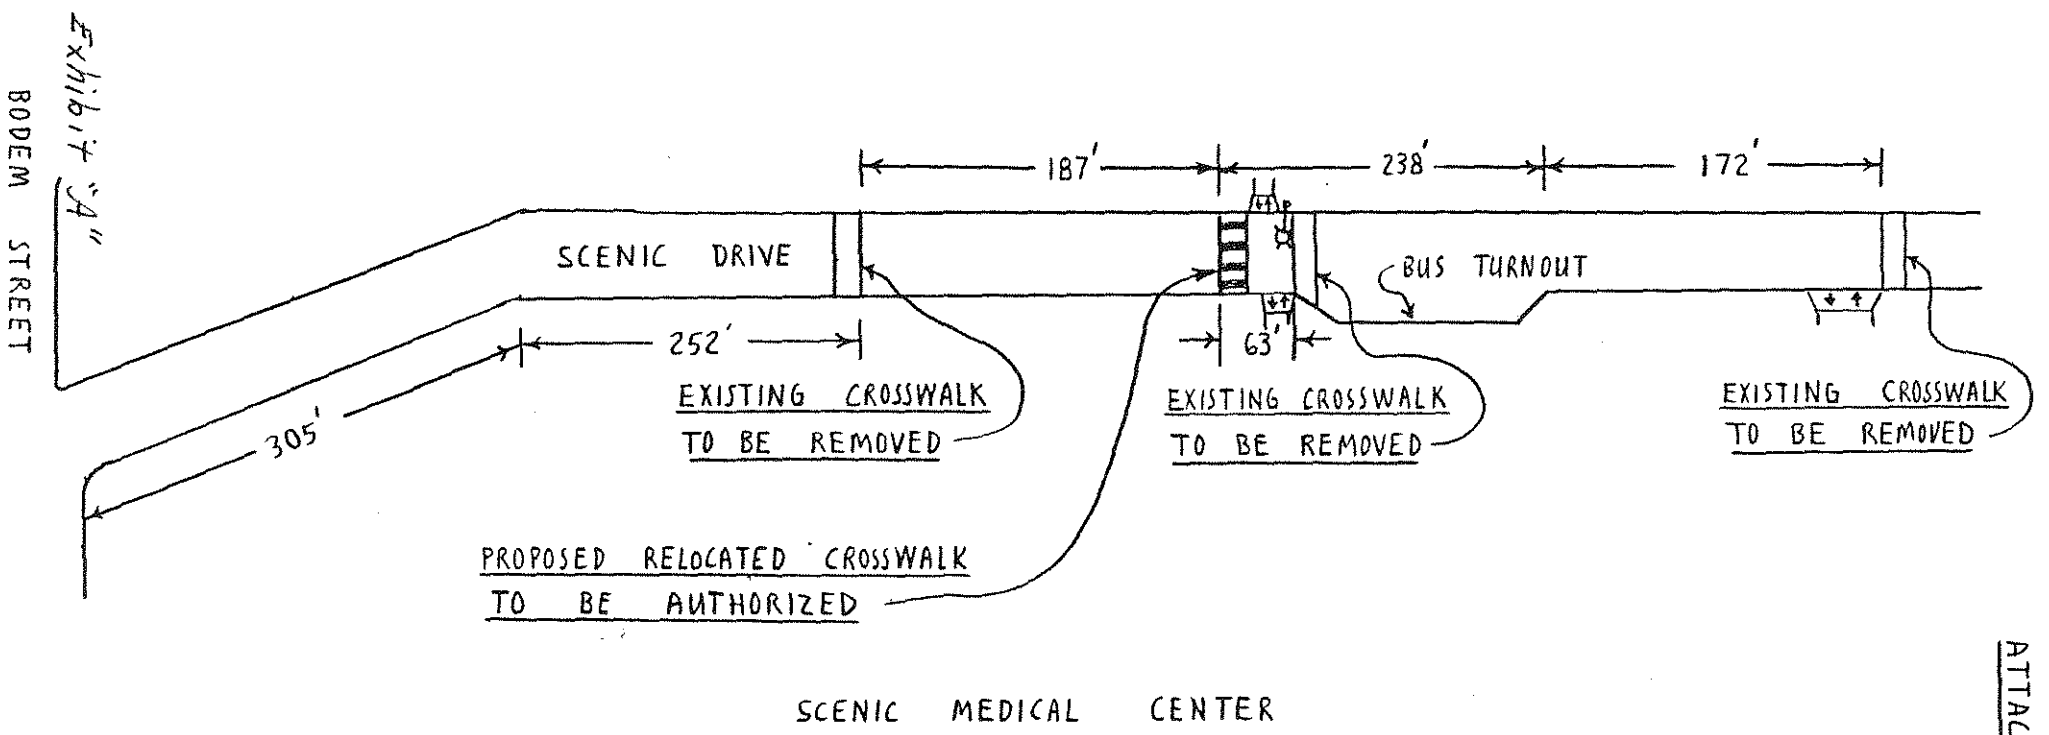 Exhibit "A"
BODEM STREET
187'
238'
172'
SCENIC DRIVE
BUS TURNOUT
252'
63'
305'
EXISTING CROSSWALK
TO BE REMOVED
EXISTING CROSSWALK
TO BE REMOVED
EXISTING CROSSWALK
TO BE REMOVED
PROPOSED RELOCATED CROSSWALK
TO BE AUTHORIZED
SCENIC MEDICAL CENTER
ATTAC